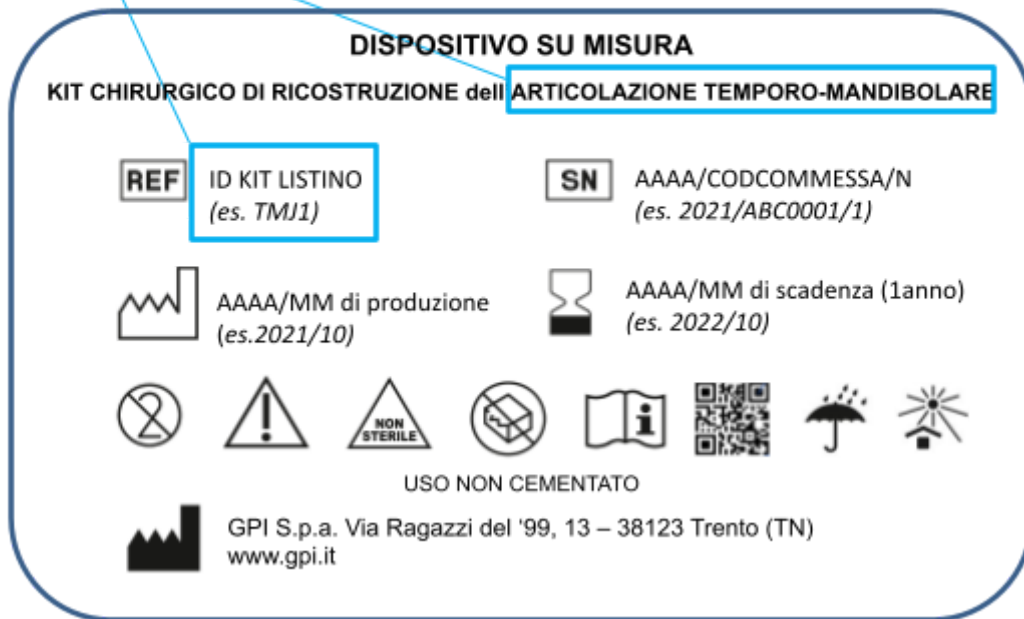 DISPOSITIVO SU MISURA
KIT CHIRURGICO DI RICOSTRUZIONE dell ARTICOLAZIONE TEMPORO-MANDIBOLARE
REF ID KIT LISTINO
(es. TMJ1)
SN AAAA/CODCOMMESSA/N
(es. 2021/ABC0001/1)
AAAA/MM di produzione
(es.2021/10)
AAAA/MM di scadenza (1anno)
(es. 2022/10)
2
!
NON
STERILE
i
USO NON CEMENTATO
GPI S.p.a. Via Ragazzi del '99, 13 – 38123 Trento (TN)
www.gpi.it